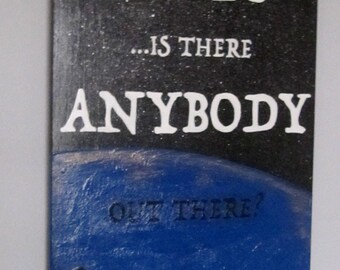 ...IS THERE
ANYBODY
OUT THERE?